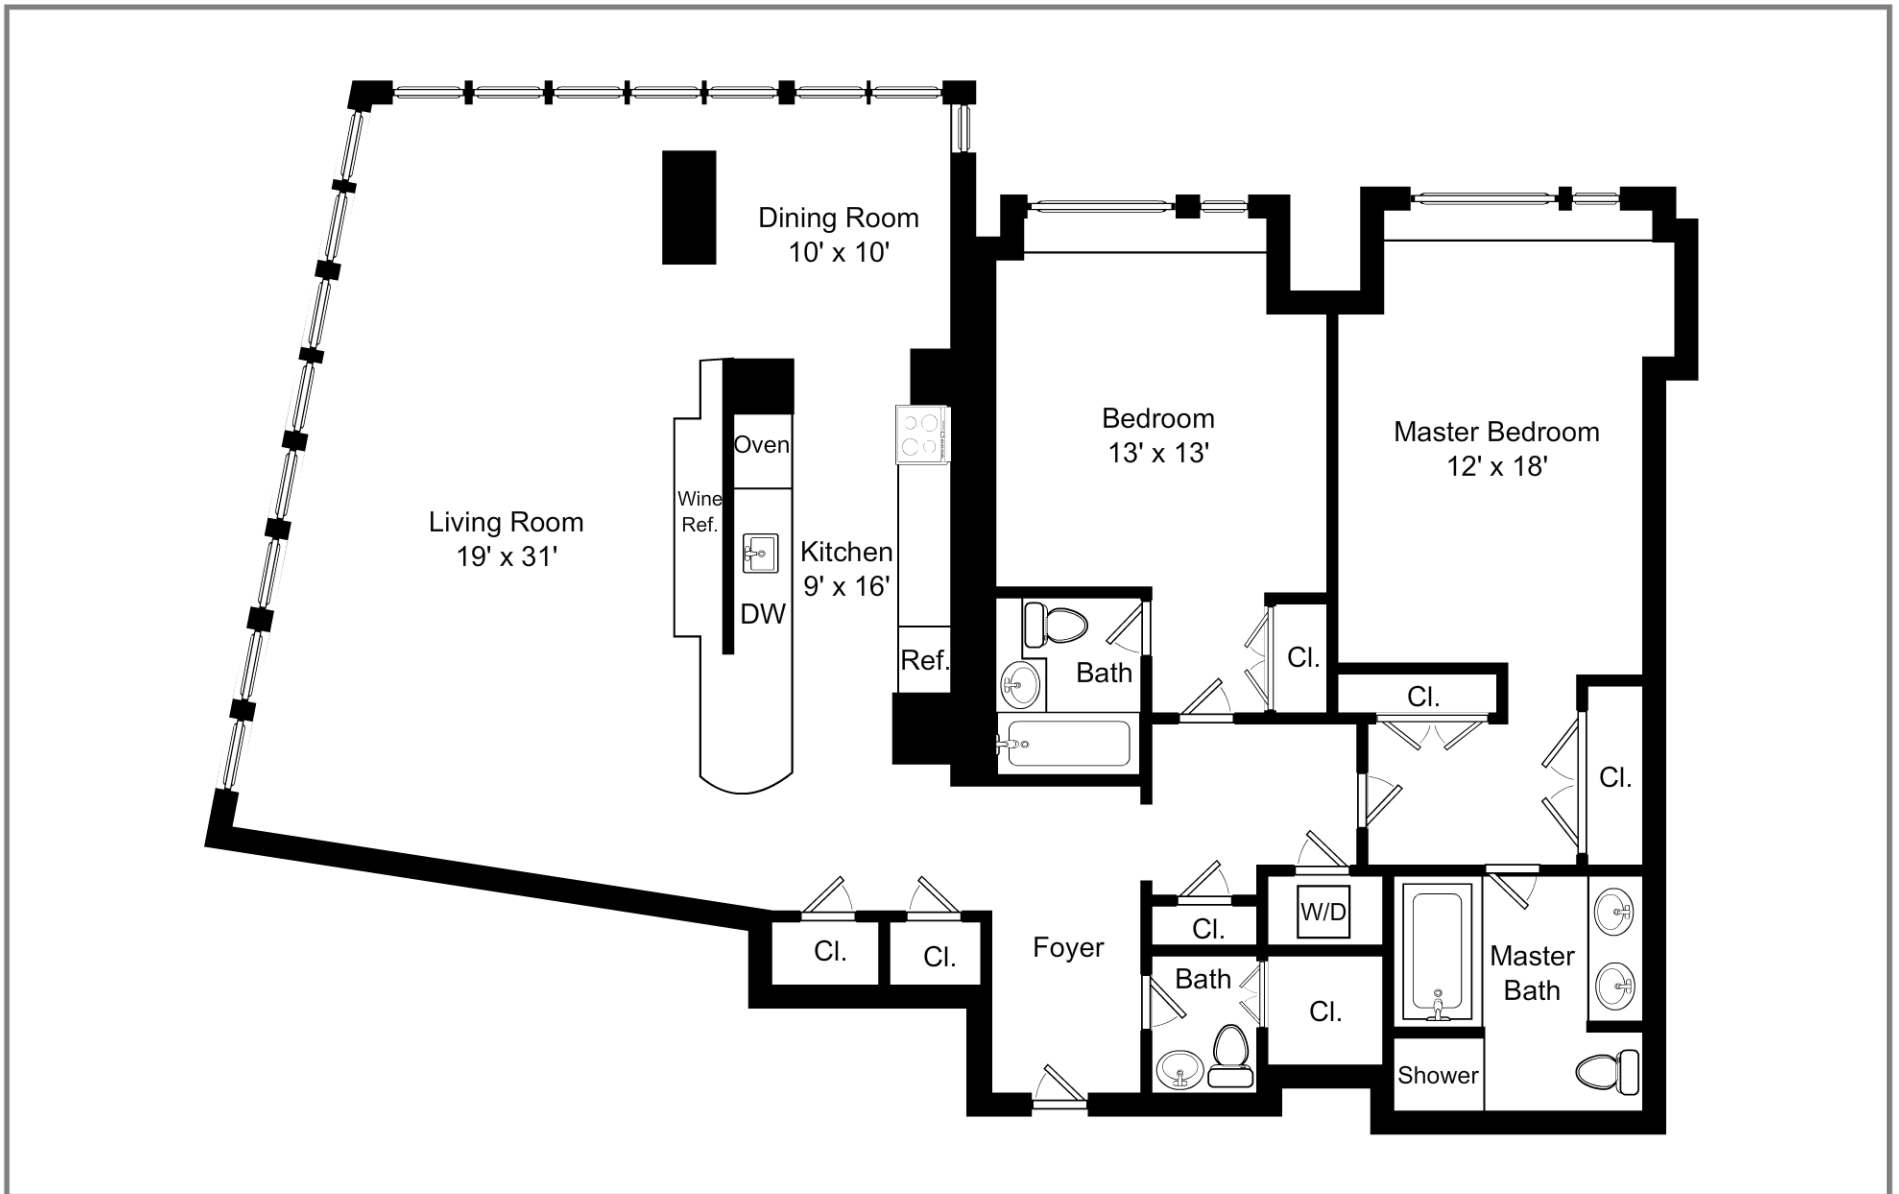 Dining Room
10' x 10'
Bedroom
13' x 13'
Master Bedroom
12' x 18'
Oven
Wine
Ref.
Living Room
19' x 31'
Kitchen
9' x 16'
DW
Ref.
Bath
Cl.
Cl.
Cl.
Cl.
Cl.
Foyer
Cl.
W/D
Bath
Cl.
Master
Bath
Shower